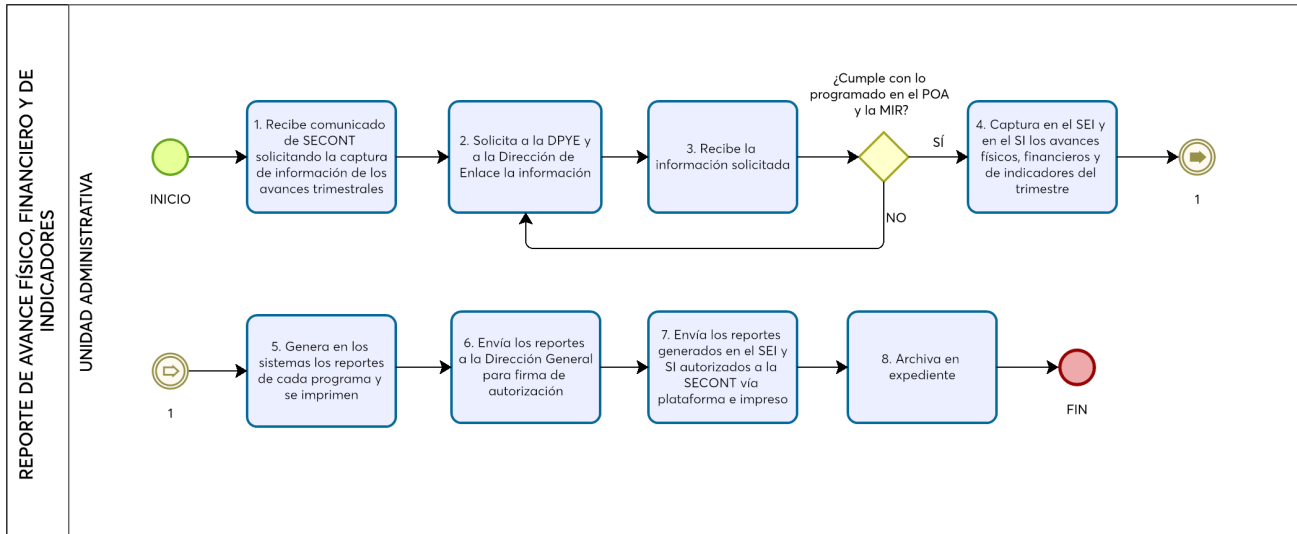 REPORTE DE AVANCE FÍSICO, FINANCIERO Y DE
INDICADORES
UNIDAD ADMINISTRATIVA
INICIO
1. Recibe comunicado
de SECONT
solicitando la captura
de información de los
avances trimestrales
2. Solicita a la DPYE y
a la Dirección de
Enlace la información
3. Recibe la
información solicitada
¿Cumple con lo
programado en el POA
y la MIR?
SÍ
NO
4. Captura en el SEI y
en el SI los avances
físicos, financieros y
de indicadores del
trimestre
1
1
5. Genera en los
sistemas los reportes
de cada programa y
se imprimen
6. Envía los reportes
a la Dirección General
para firma de
autorización
7. Envía los reportes
generados en el SEI y
SI autorizados a la
SECONT vía
plataforma e impreso
8. Archiva en
expediente
FIN